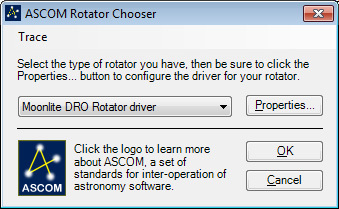 ASCOM Rotator Chooser
Trace
Select the type of rotator you have, then be sure to click the
Properties... button to configure the driver for your rotator.
Moonlite DRO Rotator driver
Properties...
Click the logo to learn more
about ASCOM, a set of
standards for inter-operation of
astronomy software.
ASCOM
OK
Cancel